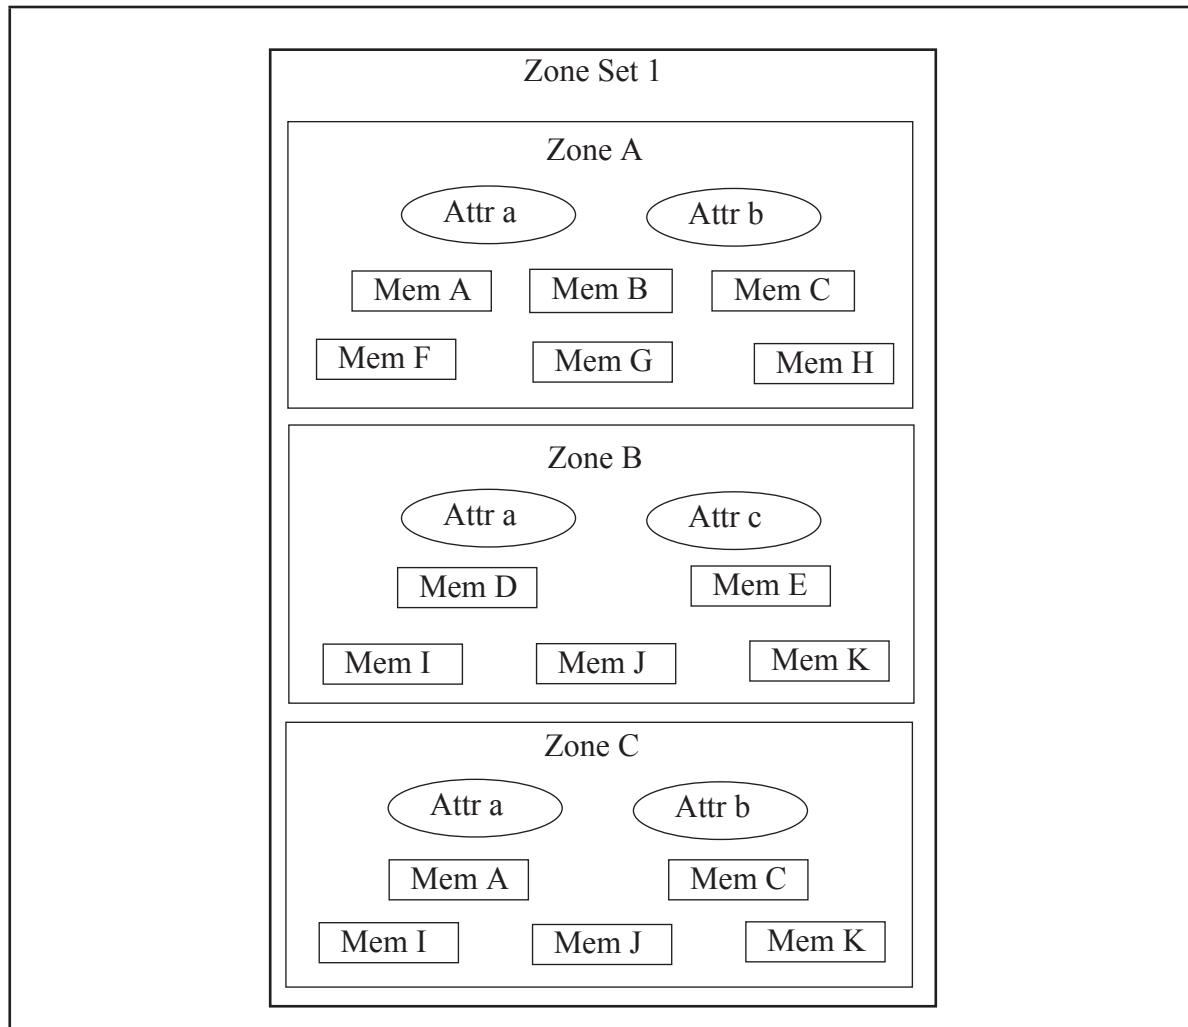 Zone Set 1
Zone A
Attr a
Attr b
Mem A
Mem B
Mem C
Mem F
Mem G
Mem H
Zone B
Attr a
Attr c
Mem D
Mem E
Mem I
Mem J
Mem K
Zone C
Attr a
Attr b
Mem A
Mem C
Mem I
Mem J
Mem K